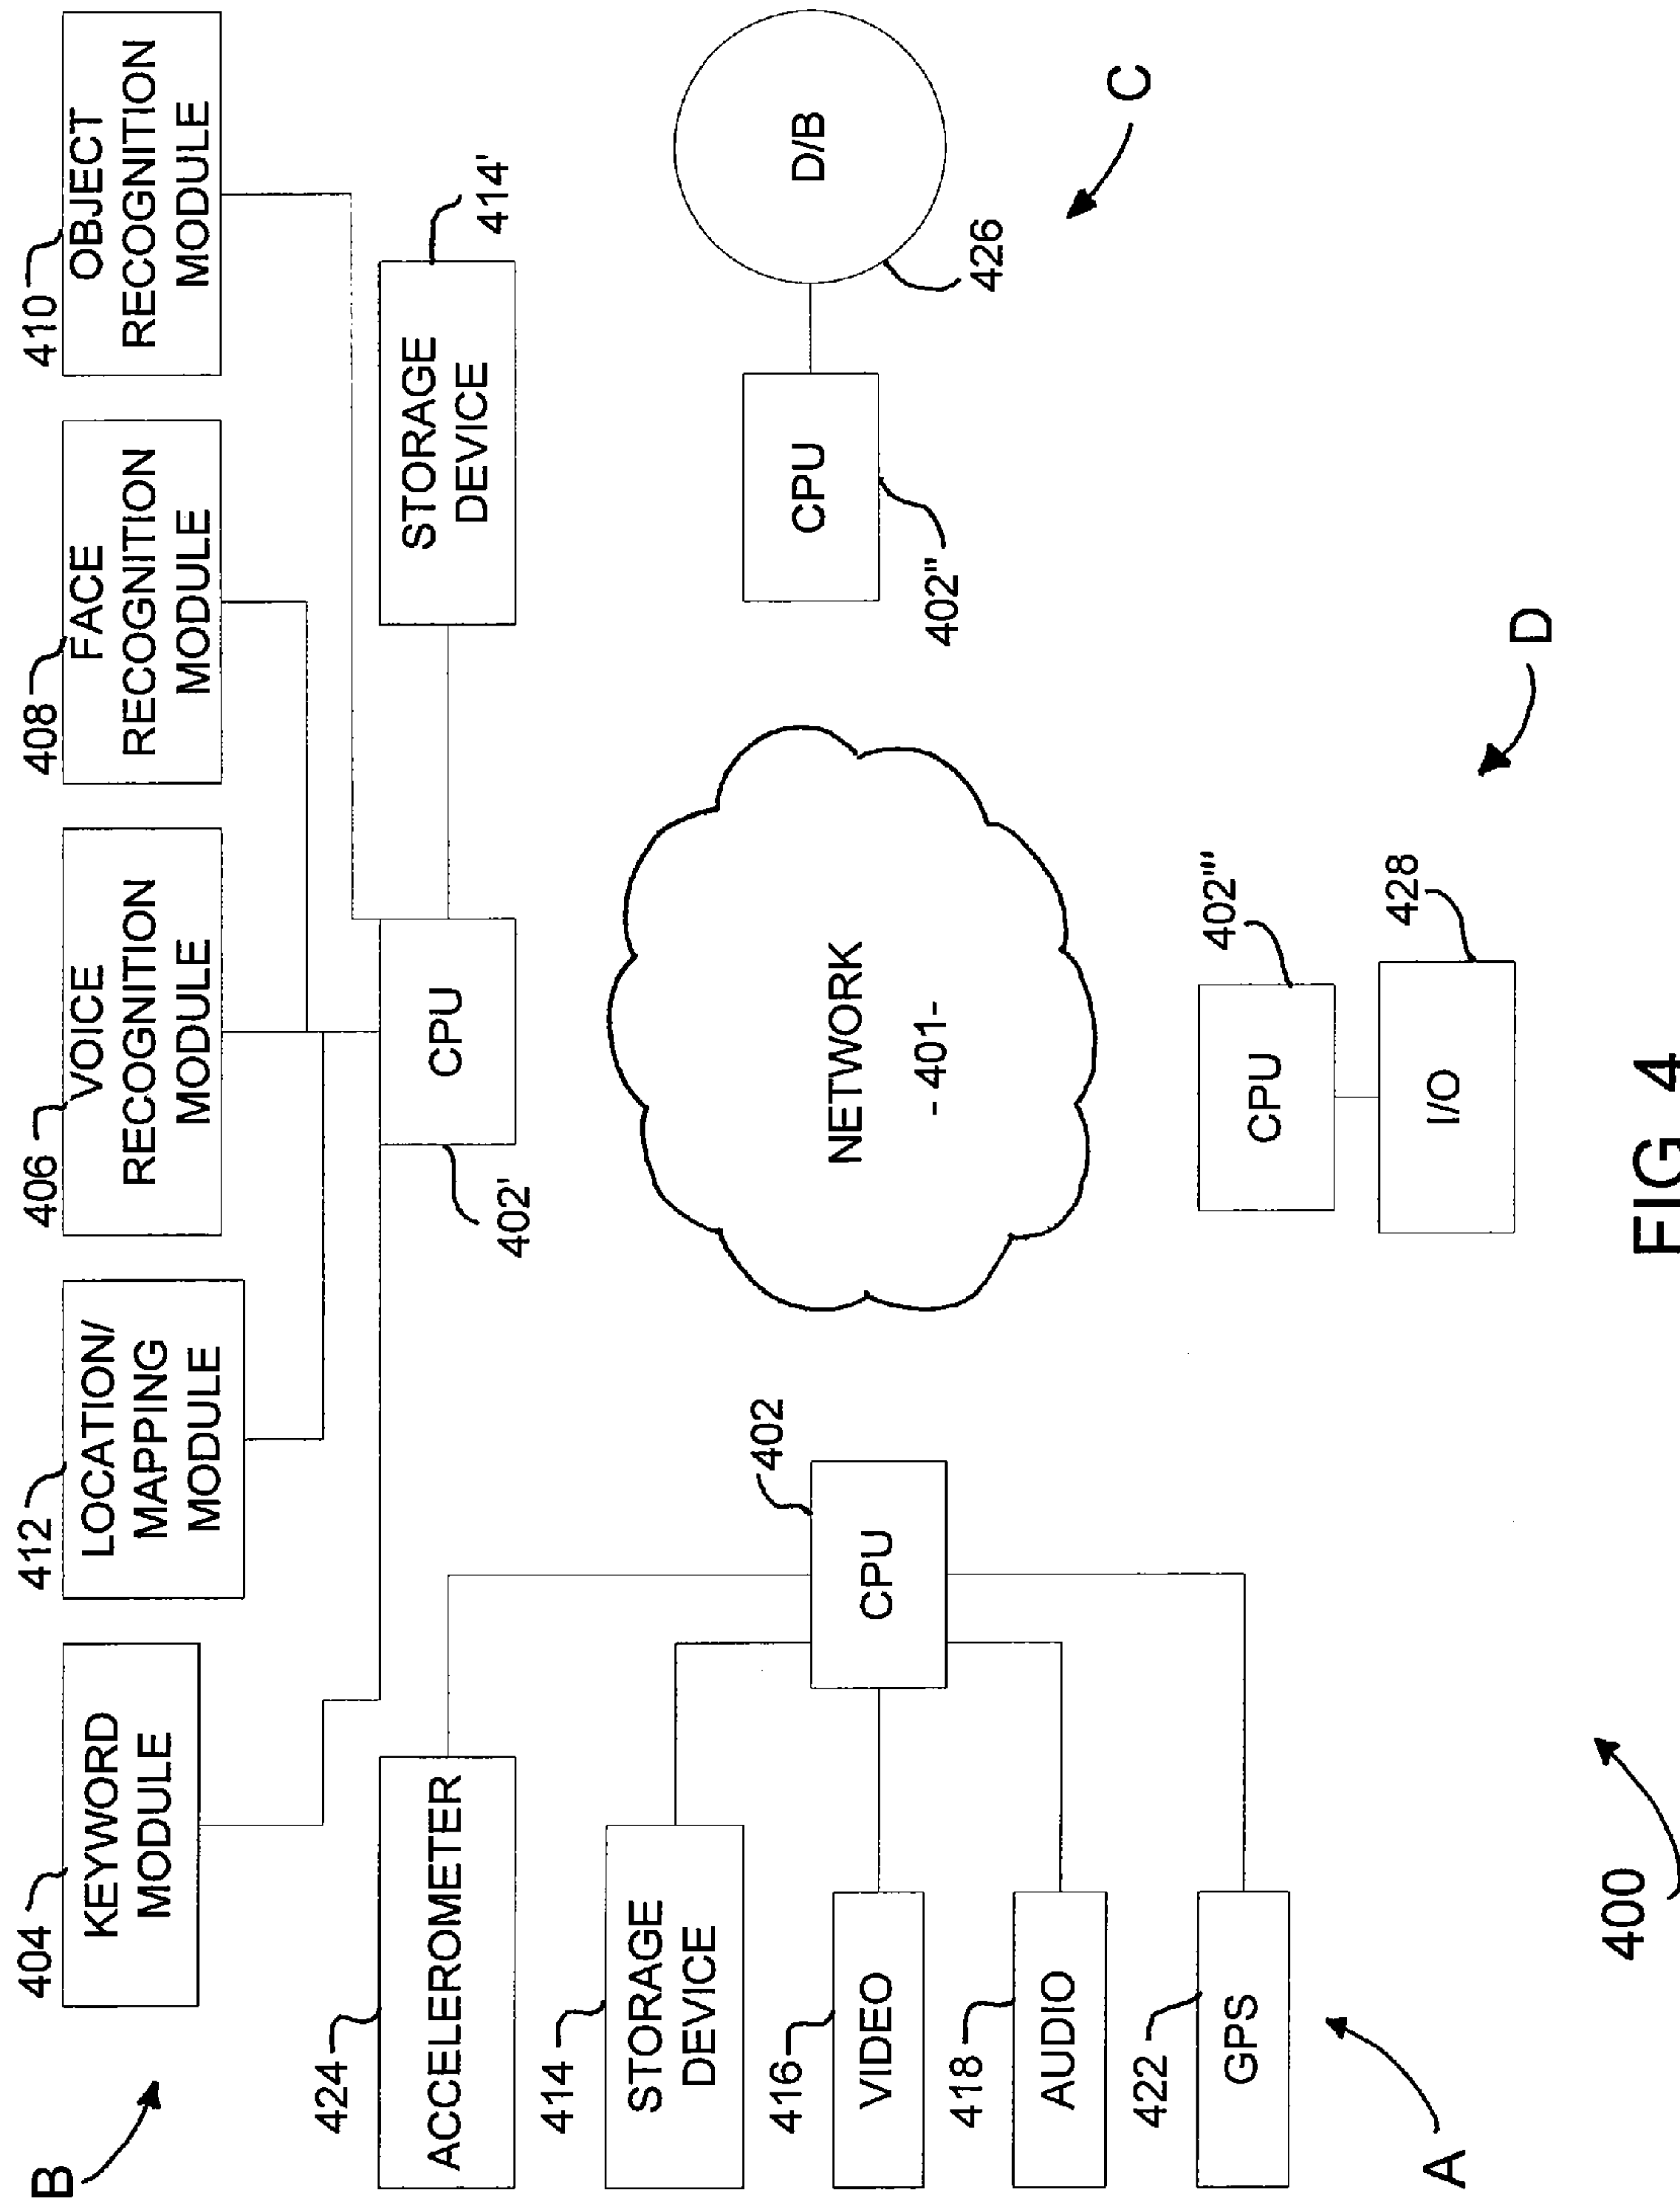 B
404
KEYWORD
MODULE
412
LOCATION/
MAPPING
MODULE
406
VOICE
RECOGNITION
MODULE
408
FACE
RECOGNITION
MODULE
410
OBJECT
RECOGNITION
MODULE
424
ACCELEROMETER
402'
CPU
STORAGE
DEVICE
414'
414
STORAGE
DEVICE
416
VIDEO
418
AUDIO
422
GPS
A
402
CPU
NETWORK
- 401-
CPU
402"
D/B
426
C
CPU
402'"
I/O
428
D
400
FIG. 4